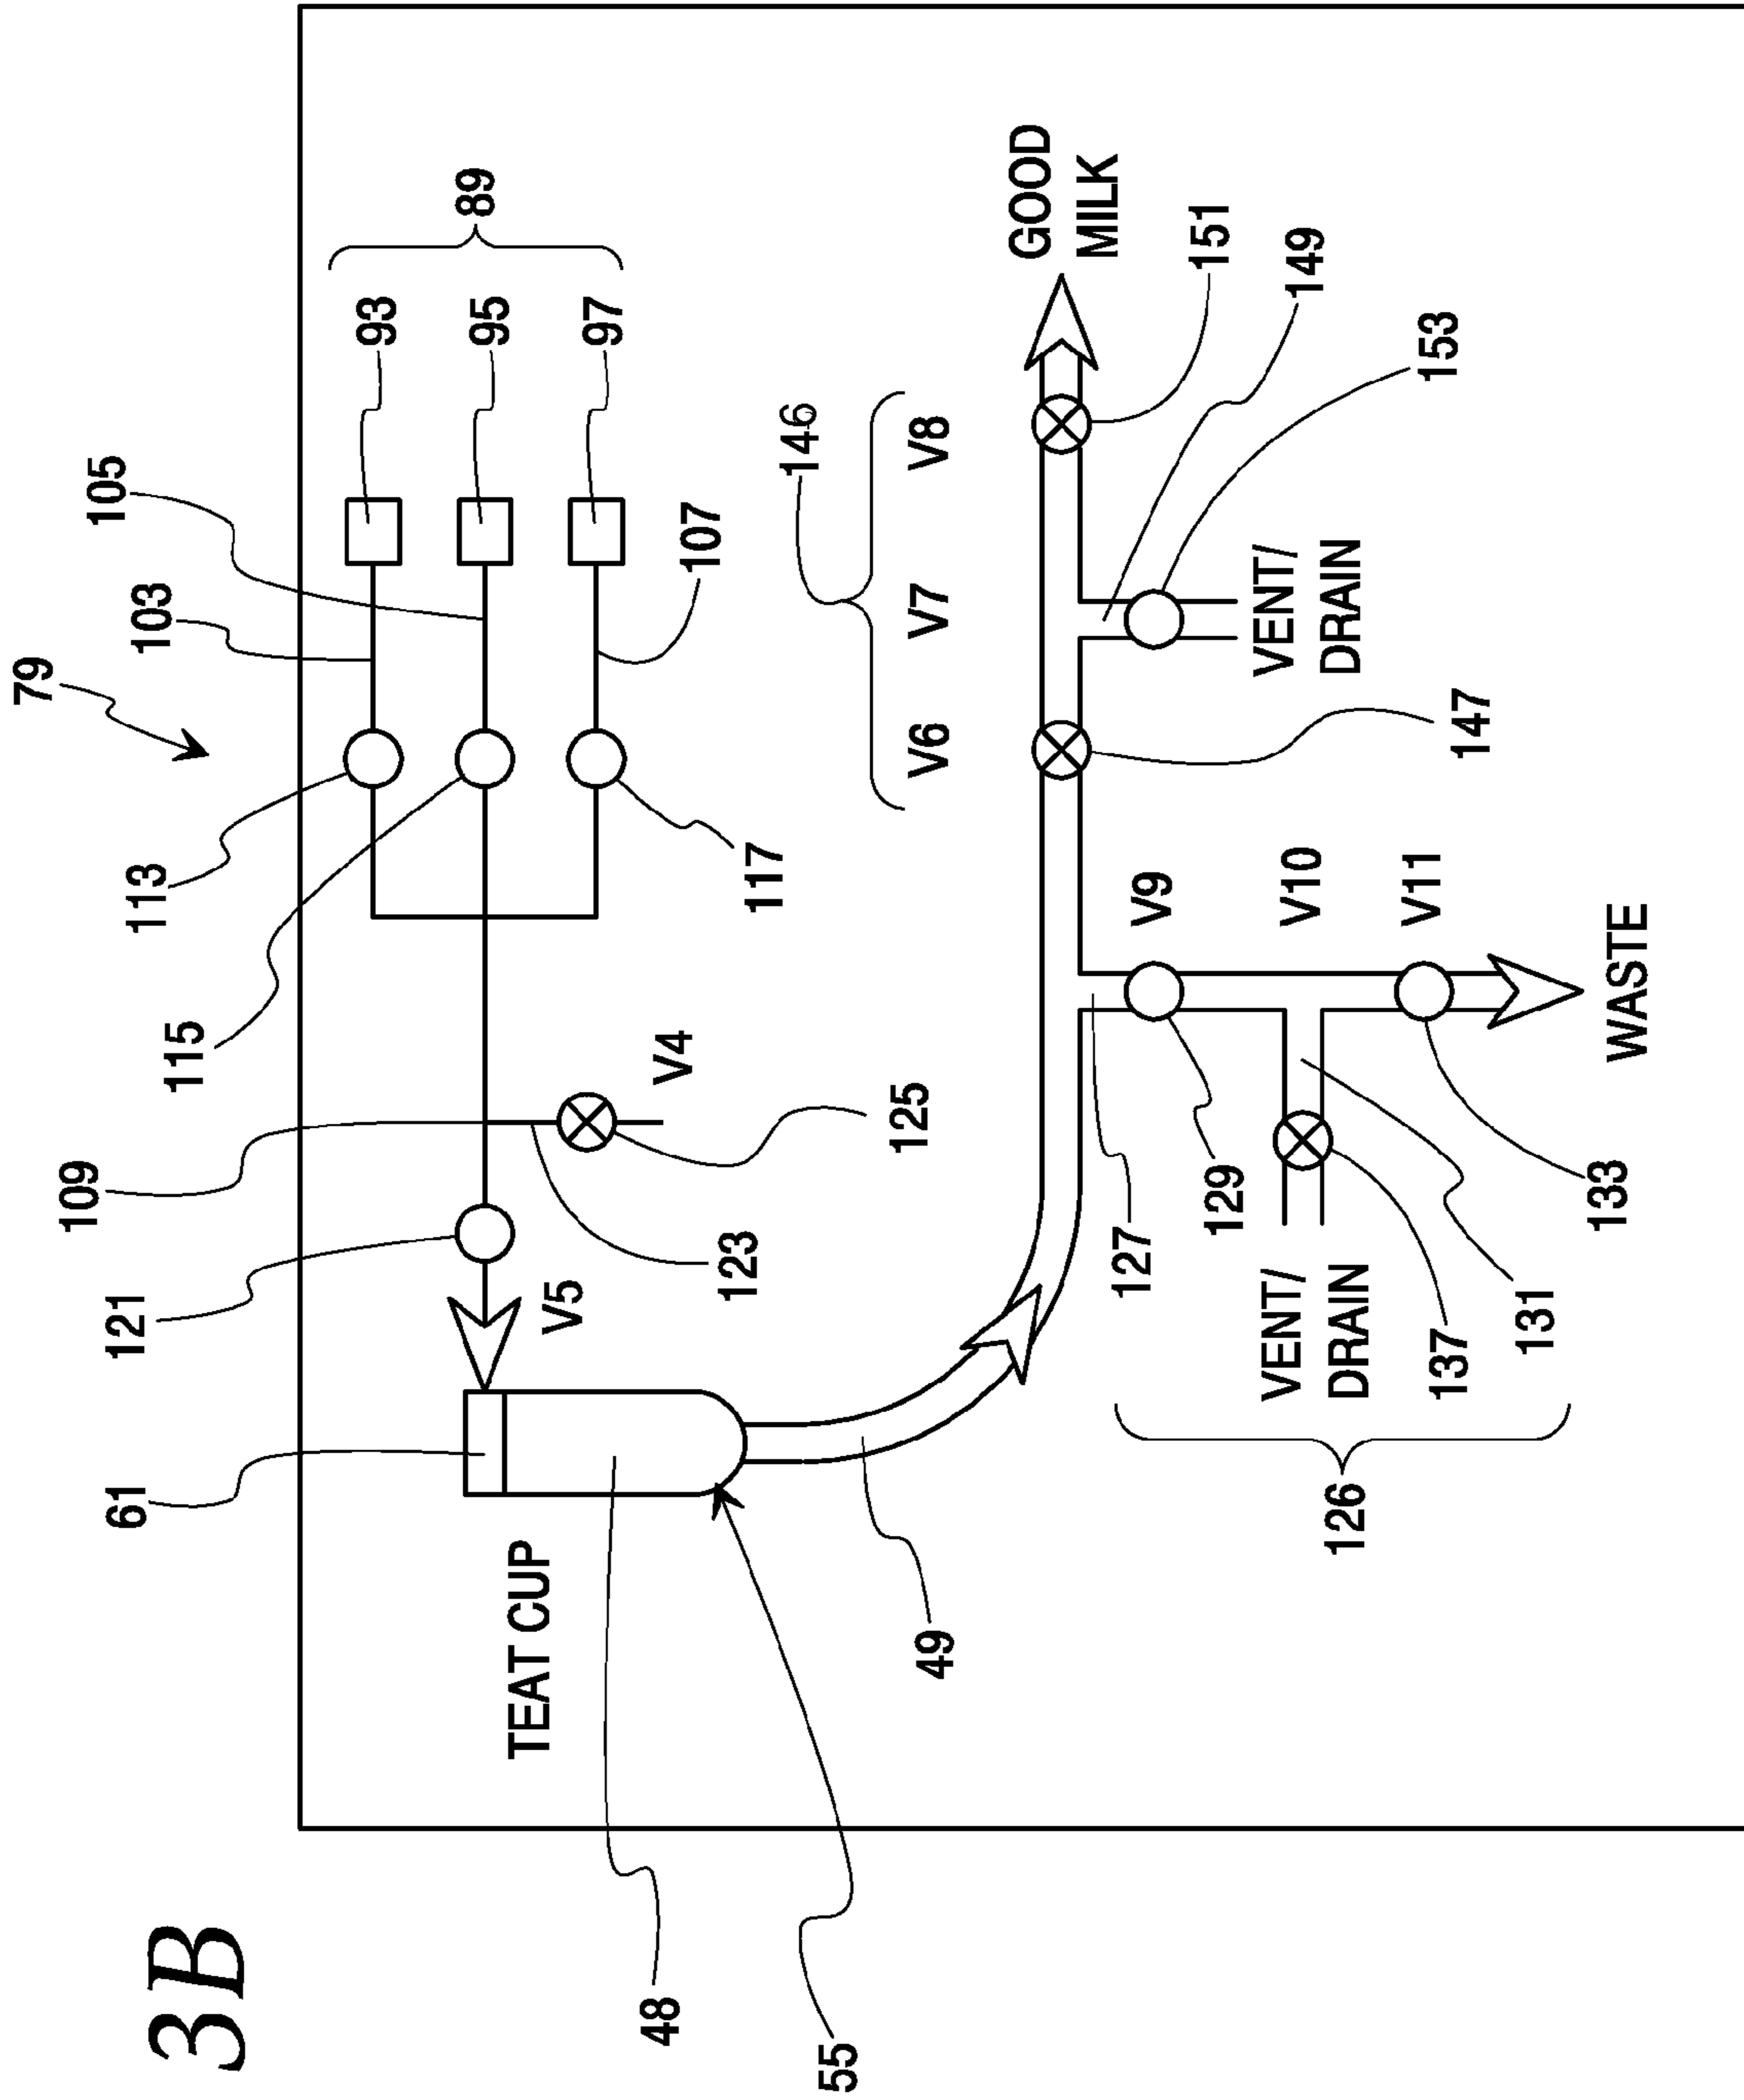 3B
79
103
105
113
115
109
121
61
89
93
95
97
107
117
V4
125
123
V5
TEAT CUP
48
55
49
146
V6
V7
V8
GOOD
MILK
151
149
153
VENT/
DRAIN
147
V9
V10
V11
WASTE
127
129
133
131
137
VENT/
DRAIN
126